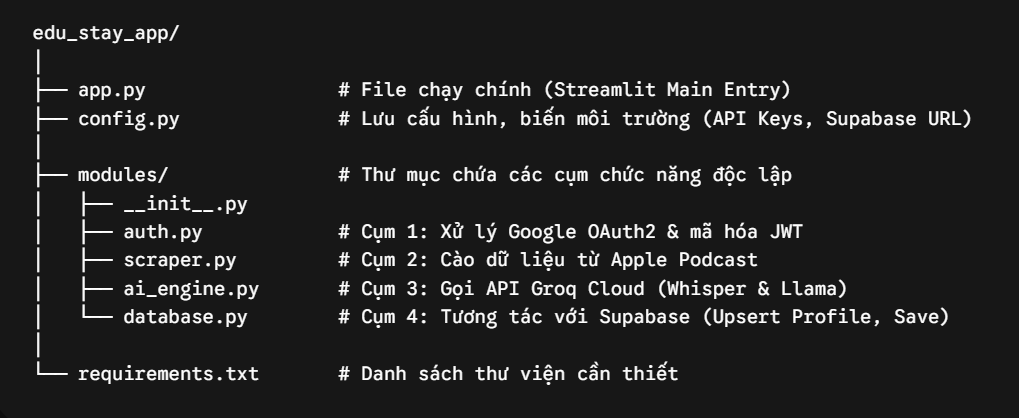 edu_stay_app/
│
├── app.py                 # File chạy chính (Streamlit Main Entry)
├── config.py              # Lưu cấu hình, biến môi trường (API Keys, Supabase URL)
│
├── modules/               # Thư mục chứa các cụm chức năng độc lập
│   ├── __init__.py
│   ├── auth.py            # Cụm 1: Xử lý Google OAuth2 & mã hóa JWT
│   ├── scraper.py         # Cụm 2: Cào dữ liệu từ Apple Podcast
│   ├── ai_engine.py       # Cụm 3: Gọi API Groq Cloud (Whisper & Llama)
│   └── database.py        # Cụm 4: Tương tác với Supabase (Upsert Profile, Save)
│
└── requirements.txt       # Danh sách thư viện cần thiết